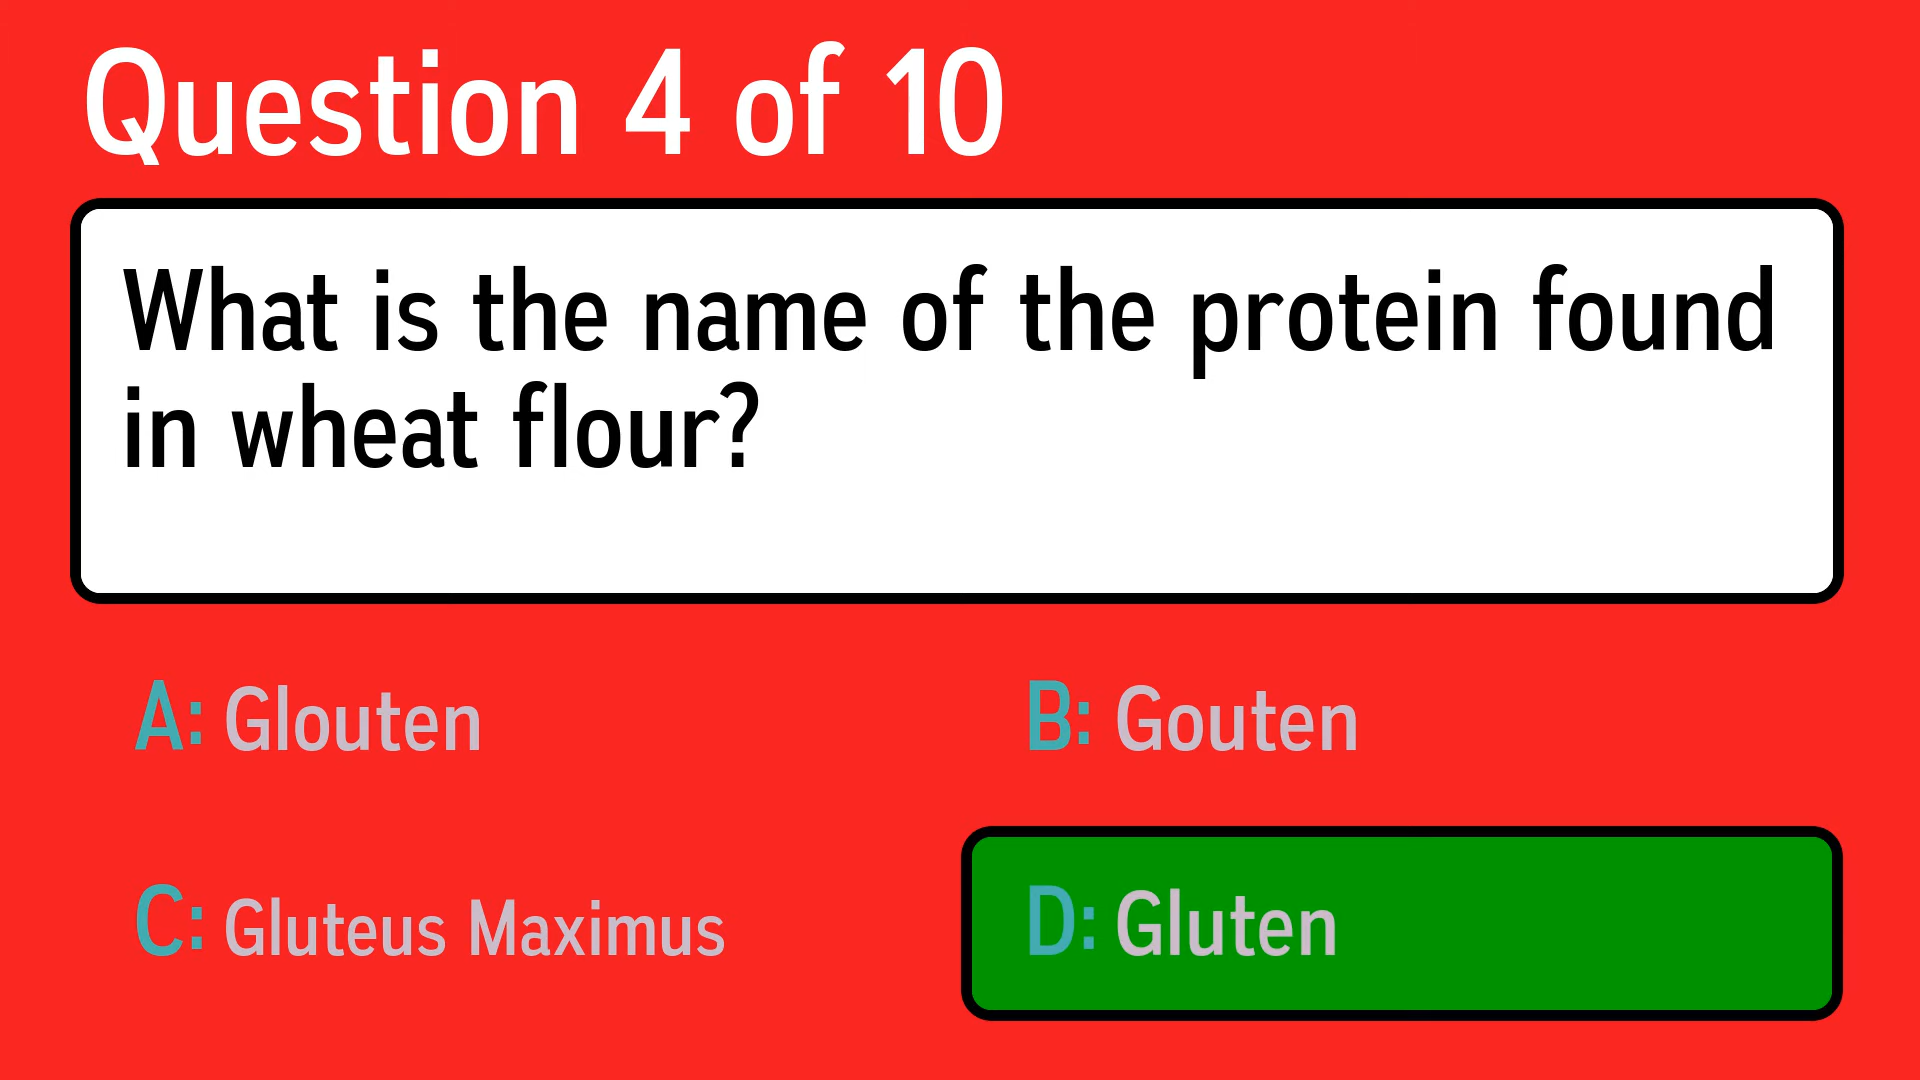 Question 4 of 10
What is the name of the protein found
in wheat flour?
A: Glouten
B: Gouten
C: Gluteus Maximus
D: Gluten